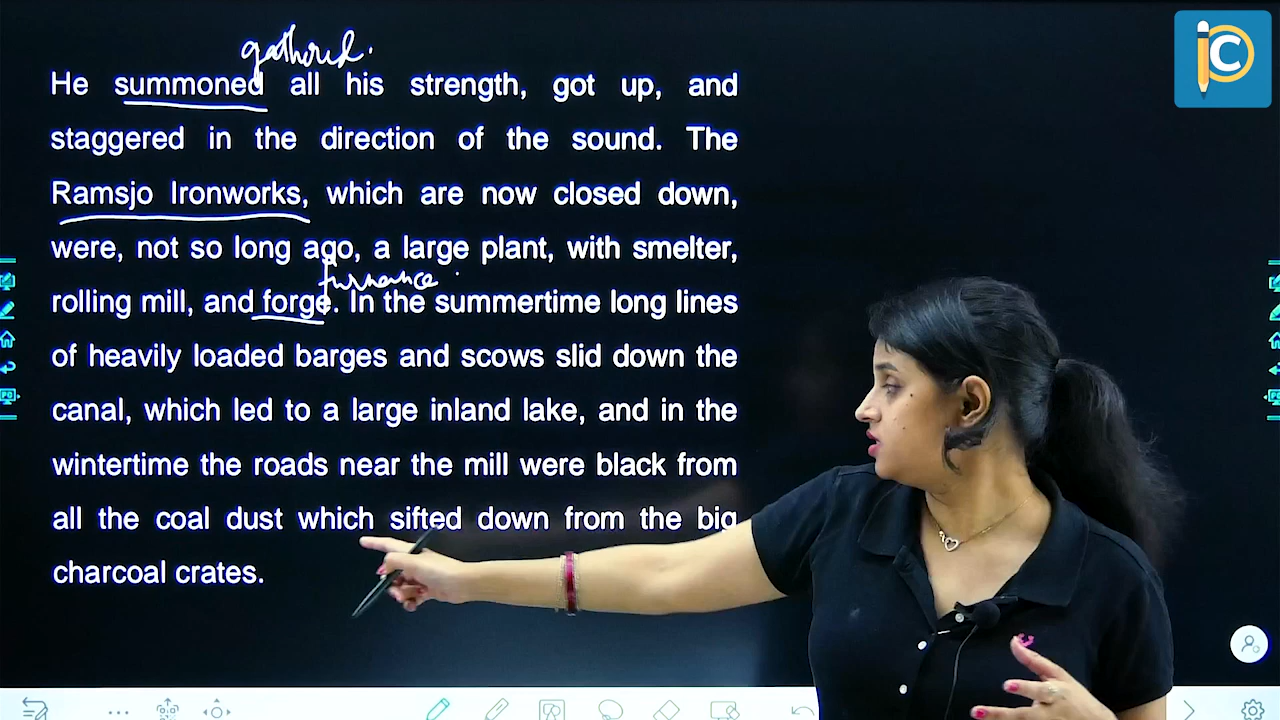 gathered.
He summoned all his strength, got up, and
staggered in the direction of the sound. The
Ramsjo Ironworks, which are now closed down,
were, not so long ago, a large plant, with smelter,
furnance
rolling mill, and forge. In the summertime long lines
of heavily loaded barges and scows slid down the
canal, which led to a large inland lake, and in the
wintertime the roads near the mill were black from
all the coal dust which sifted down from the big
charcoal crates.